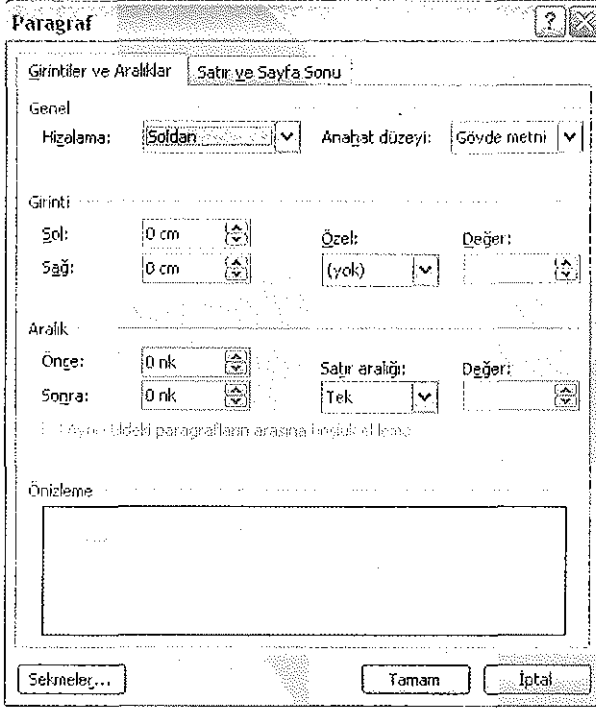 Paragraf
Girintiler ve Aralıklar Satır ve Sayfa Sonu
Genel
Hizalama: Soldan Anahat düzeyi: Gövde metni
Girinti
Sol: 0 cm Özel: Değer:
Sağ: 0 cm (yok)
Aralık
Önce: 0 nk Satır aralığı: Değer:
Sonra: 0 nk Tek
paragrafların arasına
Önizleme
Sekmeler... Tamam İptal